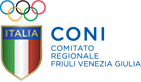 ITALIA
CONI
COMITATO
REGIONALE
FRIULI VENEZIA GIULIA